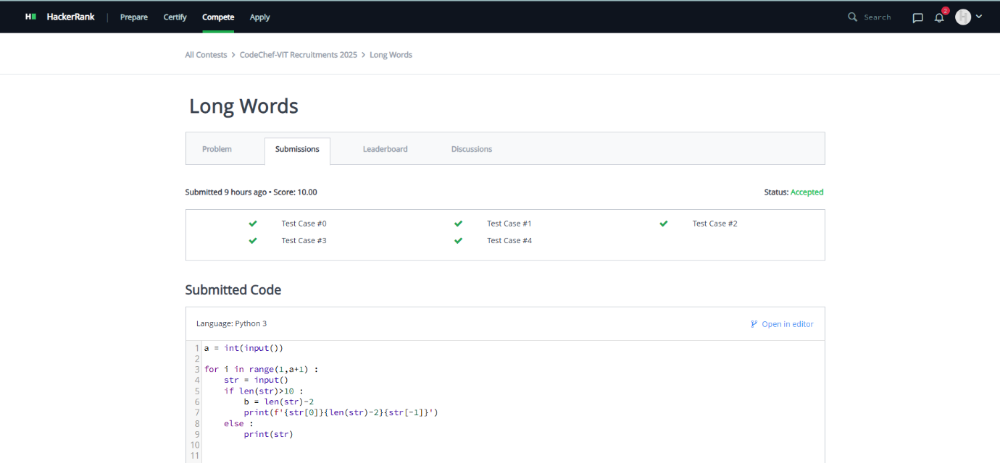 H HackerRank | Prepare Certify Compete Apply Search 2
All Contests > CodeChef-VIT Recruitments 2025 > Long Words
Long Words
Problem Submissions Leaderboard Discussions
Submitted 9 hours ago • Score: 10.00 Status: Accepted
Test Case #0 Test Case #1 Test Case #2
Test Case #3 Test Case #4
Submitted Code
Language: Python 3 Open in editor
1 a = int(input())
2
3 for i in range(1,a+1) :
4     str = input()
5     if len(str)>10 :
6         b = len(str)-2
7         print(f'{str[0]}{len(str)-2}{str[-1]}')
8     else :
9         print(str)
10
11